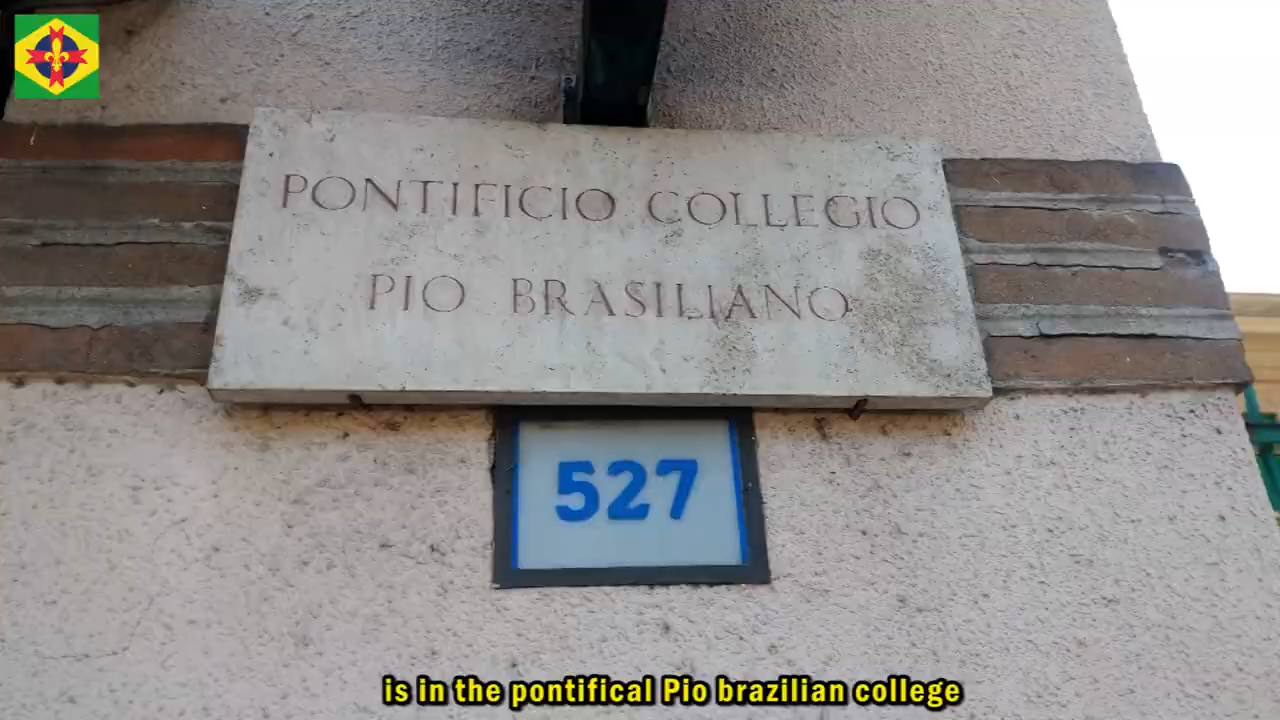 PONTIFICIO COLLEGIO
PIO BRASILIANO
527
is in the pontifical Pio brazilian college